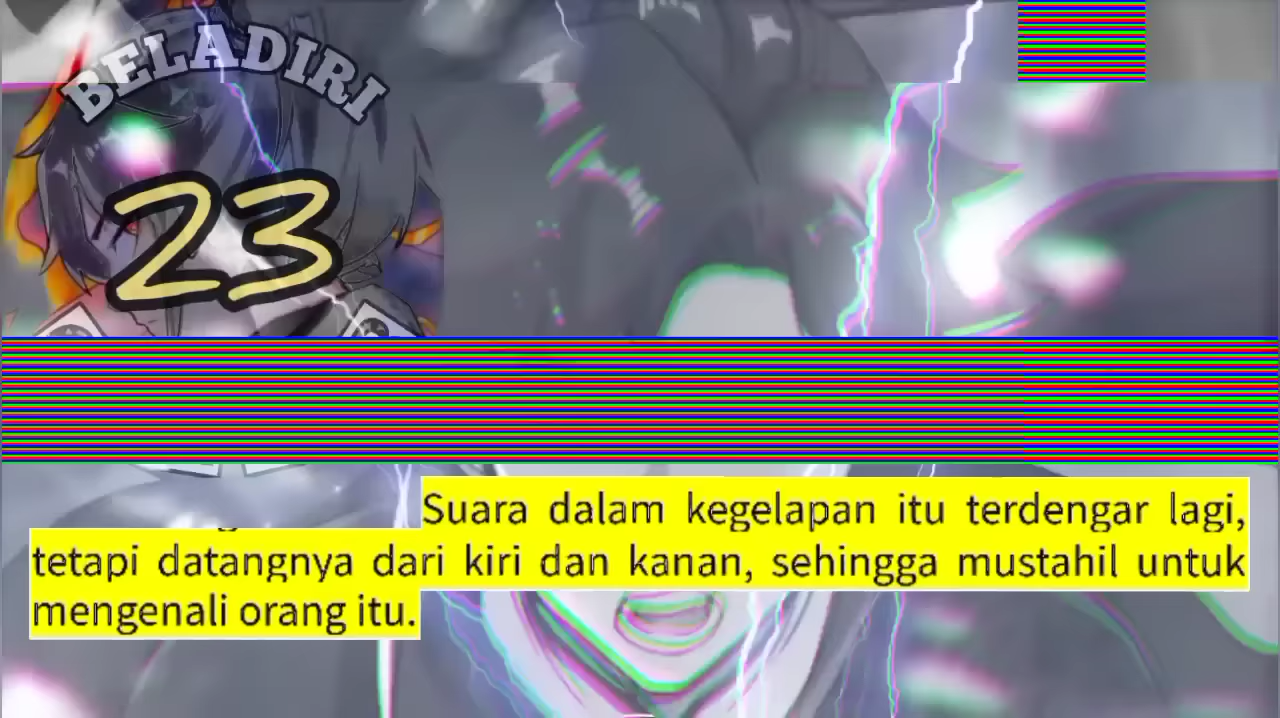 BELADIRI
23
Suara dalam kegelapan itu terdengar lagi,
tetapi datangnya dari kiri dan kanan, sehingga mustahil untuk
mengenali orang itu.